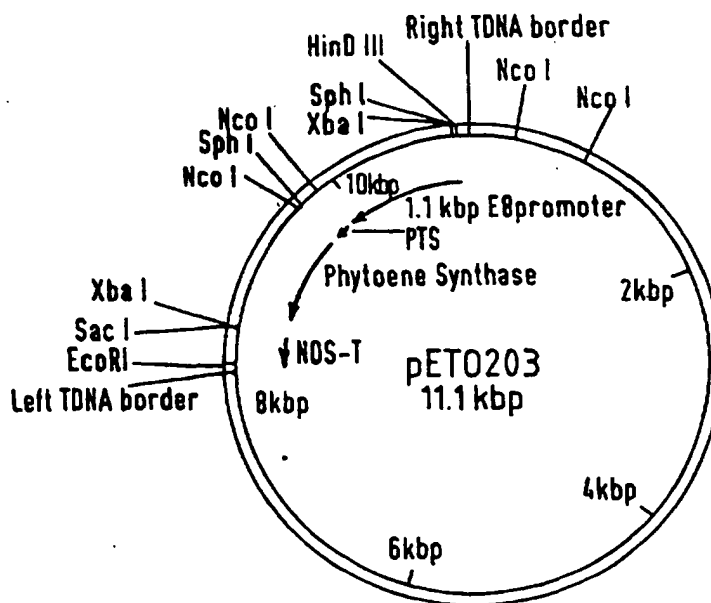 Right TDNA border
HinD III
Nco I
Sph I
Xba I
Nco I
Nco I
Sph I
Nco I
10kbp
1.1 kbp E8promoter
PTS
Phytoene Synthase
2kbp
Xba I
Sac I
EcoRI
Left TDNA border
NOS-T
8kbp
pETO203
11.1 kbp
4kbp
6kbp